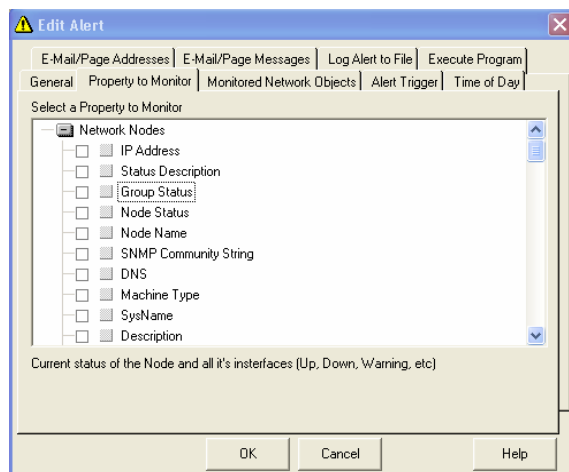 Edit Alert
E-Mail/Page Addresses E-Mail/Page Messages Log Alert to File Execute Program
General Property to Monitor Monitored Network Objects Alert Trigger Time of Day
Select a Property to Monitor
Network Nodes
IP Address
Status Description
Group Status
Node Status
Node Name
SNMP Community String
DNS
Machine Type
SysName
Description
Current status of the Node and all it's insterfaces (Up, Down, Warning, etc)
OK Cancel Help